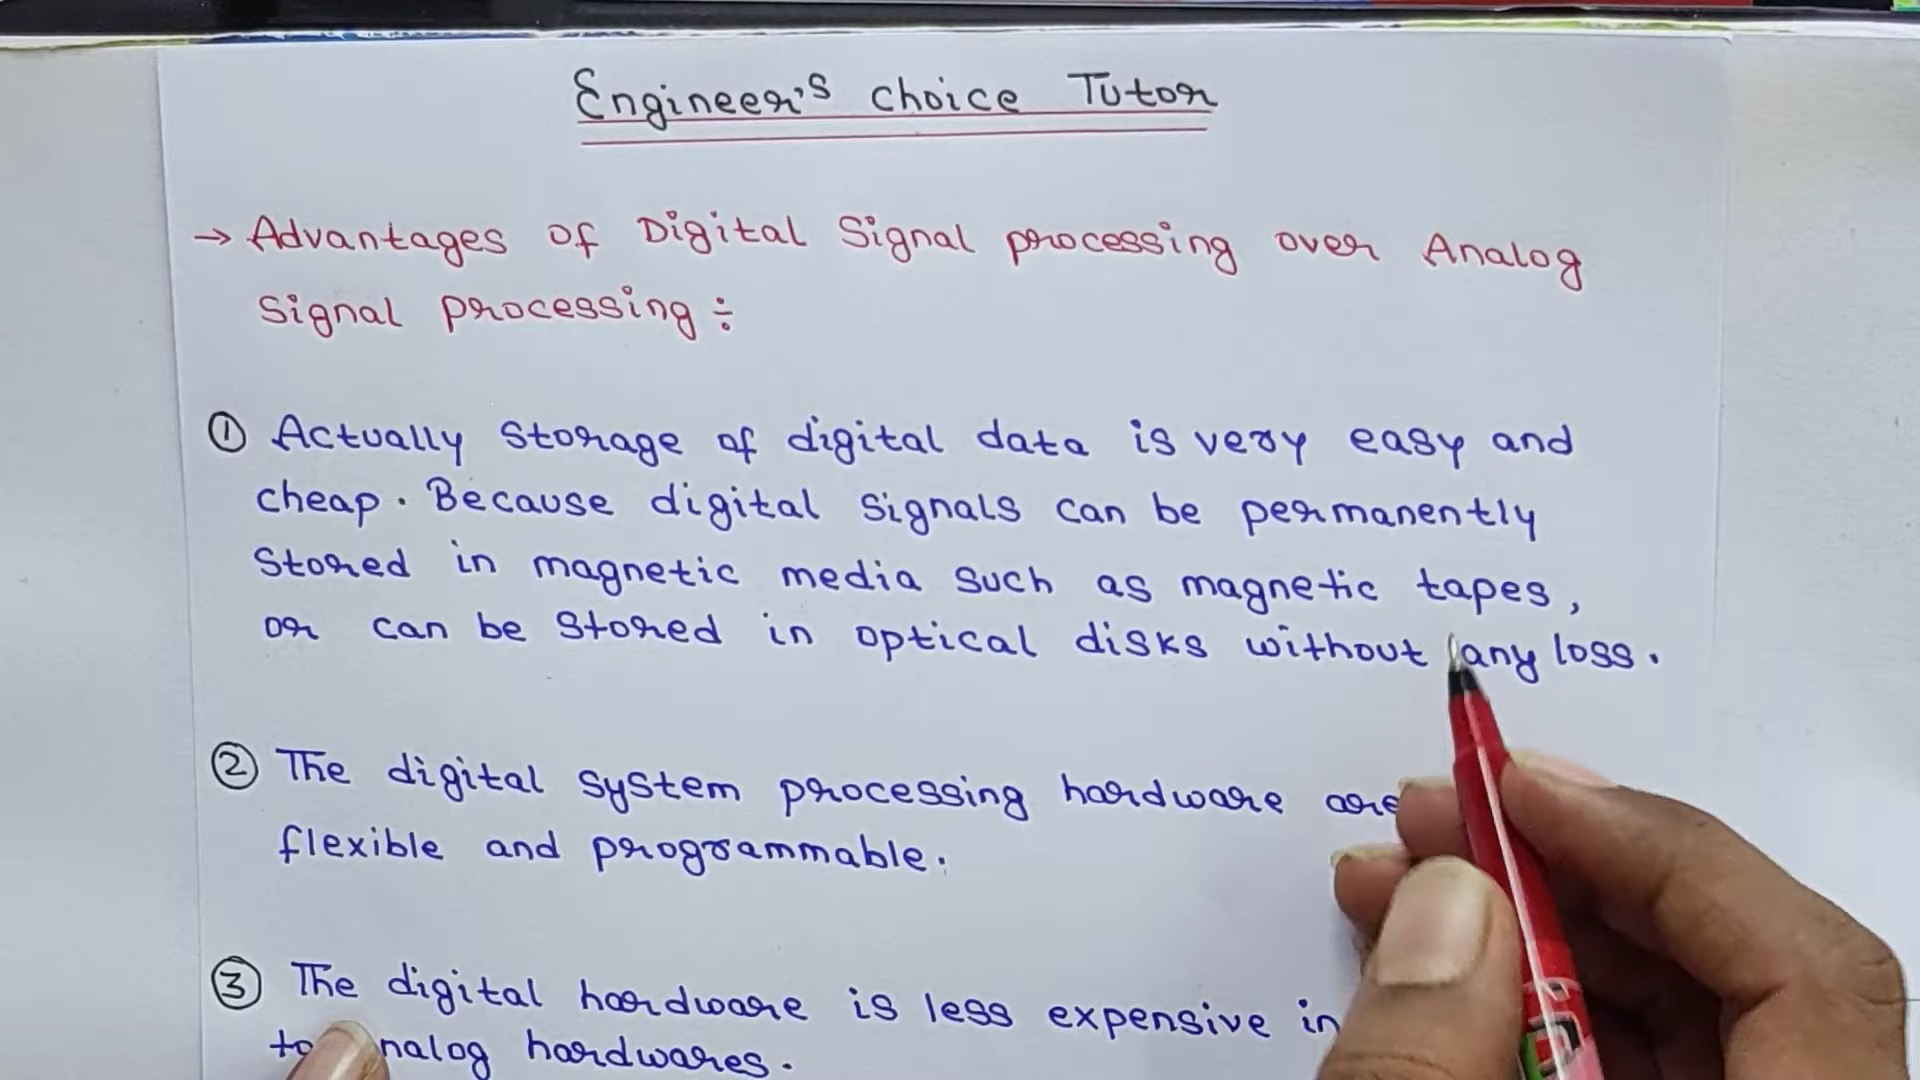 Engineer's choice Tutor
→ Advantages of Digital Signal processing over Analog
Signal processing ÷
① Actually storage of digital data is very easy and
cheap. Because digital signals can be permanently
stored in magnetic media such as magnetic tapes,
or can be stored in optical disks without any loss.
② The digital system processing hardware are
flexible and programmable.
③ The digital hardware is less expensive in
to nalog hardwares.